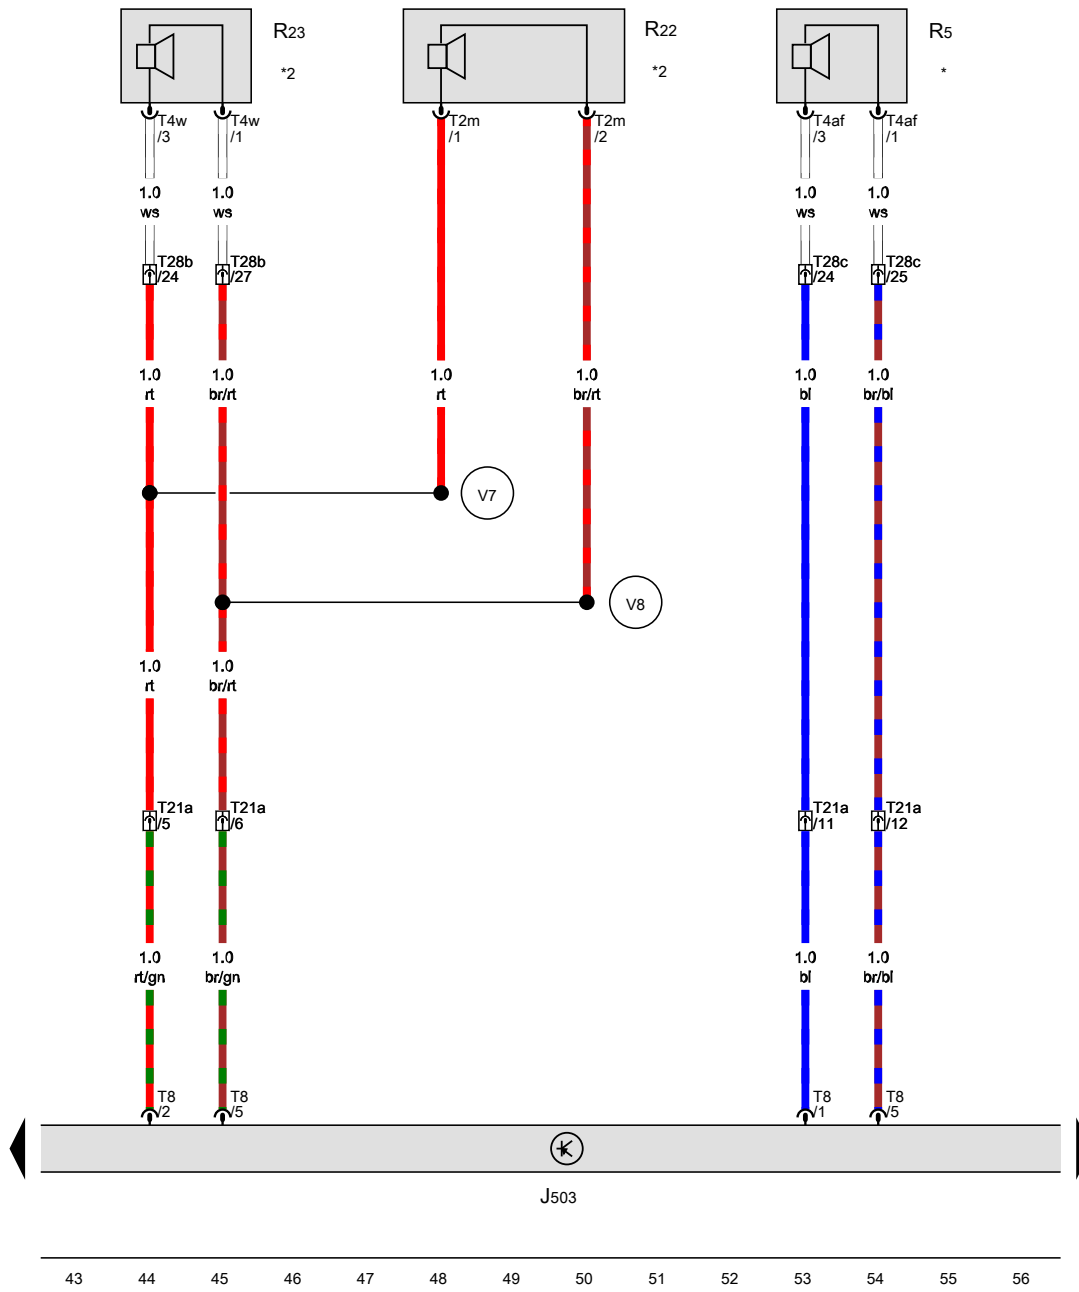 R23
*2
R22
*2
R5
*
T4w
/3
T4w
/1
T2m
/1
T2m
/2
T4af
/3
T4af
/1
1.0
ws
1.0
ws
1.0
ws
1.0
ws
T28b
/24
T28b
/27
T28c
/24
T28c
/25
1.0
rt
1.0
br/rt
1.0
rt
1.0
br/rt
1.0
bl
1.0
br/bl
V7
V8
1.0
rt
1.0
br/rt
T21a
/5
T21a
/6
T21a
/11
T21a
/12
1.0
rt/gn
1.0
br/gn
1.0
bl
1.0
br/bl
T8
/2
T8
/5
T8
/1
T8
/5
J503
43 44 45 46 47 48 49 50 51 52 53 54 55 56